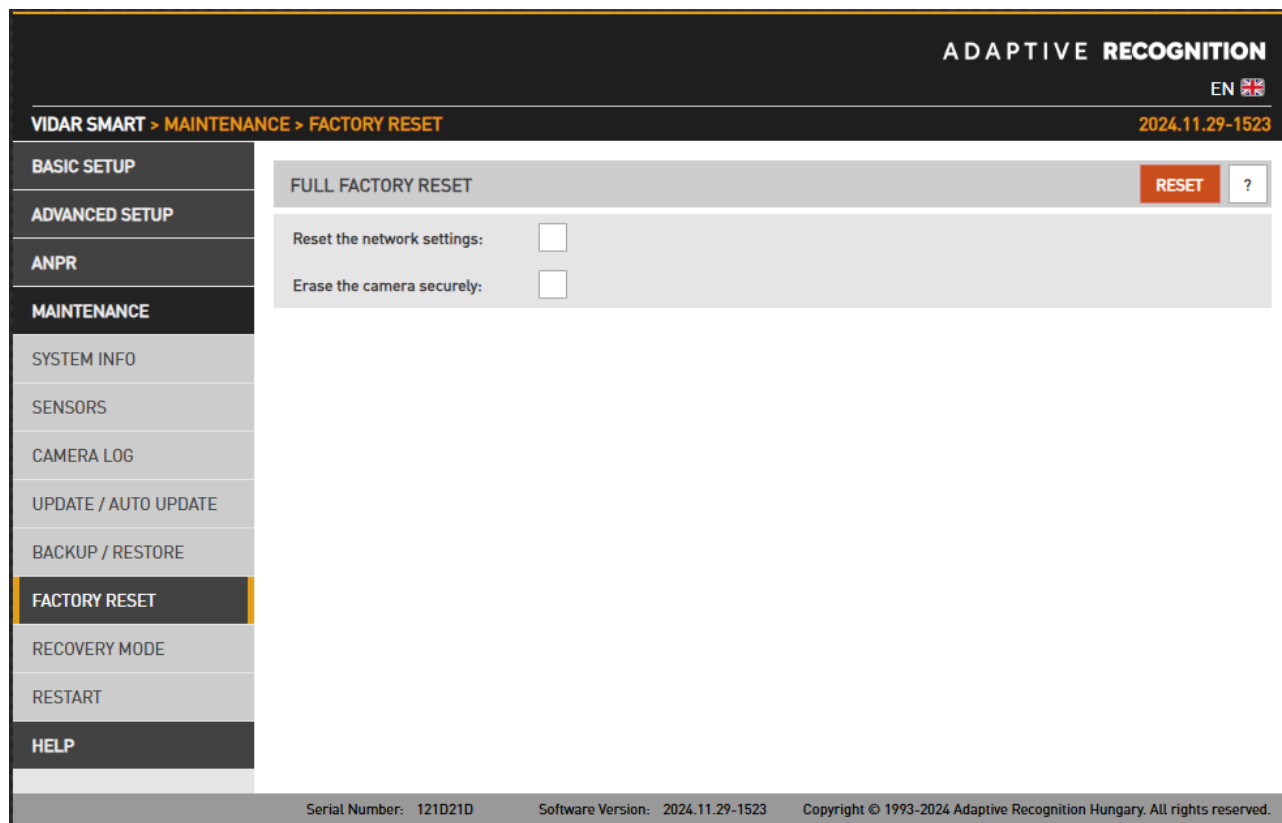 ADAPTIVE RECOGNITION
EN
VIDAR SMART > MAINTENANCE > FACTORY RESET 2024.11.29-1523
BASIC SETUP
ADVANCED SETUP
ANPR
MAINTENANCE
SYSTEM INFO
SENSORS
CAMERA LOG
UPDATE / AUTO UPDATE
BACKUP / RESTORE
FACTORY RESET
RECOVERY MODE
RESTART
HELP
FULL FACTORY RESET RESET ?
Reset the network settings:
Erase the camera securely:
Serial Number: 121D21D Software Version: 2024.11.29-1523 Copyright © 1993-2024 Adaptive Recognition Hungary. All rights reserved.